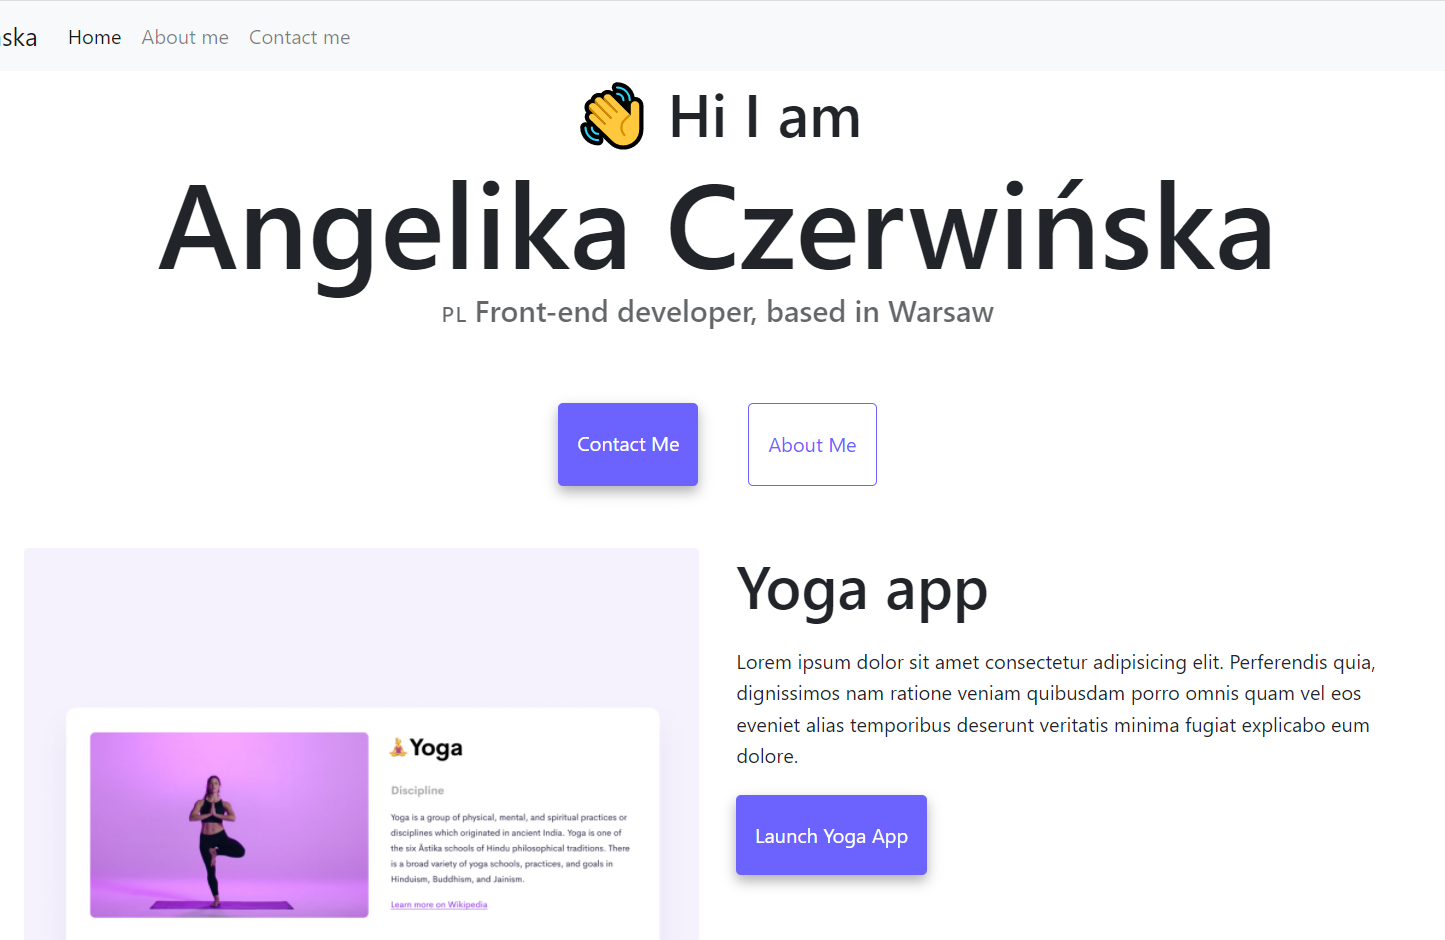 ńska Home About me Contact me
👋 Hi I am
Angelika Czerwińska
PL Front-end developer, based in Warsaw
Contact Me
About Me
Yoga app
Lorem ipsum dolor sit amet consectetur adipisicing elit. Perferendis quia,
dignissimos nam ratione veniam quibusdam porro omnis quam vel eos
eveniet alias temporibus deserunt veritatis minima fugiat explicabo eum
dolore.
Launch Yoga App
🧘Yoga
Discipline
Yoga is a group of physical, mental, and spiritual practices or
disciplines which originated in ancient India. Yoga is one of
the six Āstika schools of Hindu philosophical traditions. There
is a broad variety of yoga schools, practices, and goals in
Hinduism, Buddhism, and Jainism.
Learn more on Wikipedia